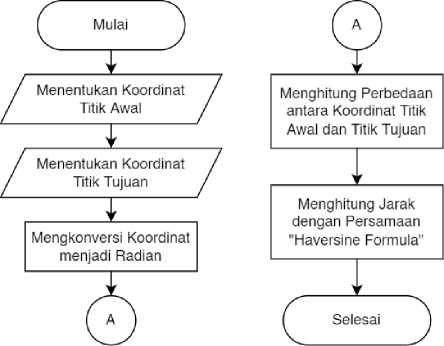 Mulai
Menentukan Koordinat
Titik Awal
Menentukan Koordinat
Titik Tujuan
Mengkonversi Koordinat
menjadi Radian
A
A
Menghitung Perbedaan
antara Koordinat Titik
Awal dan Titik Tujuan
Menghitung Jarak
dengan Persamaan
"Haversine Formula"
Selesai